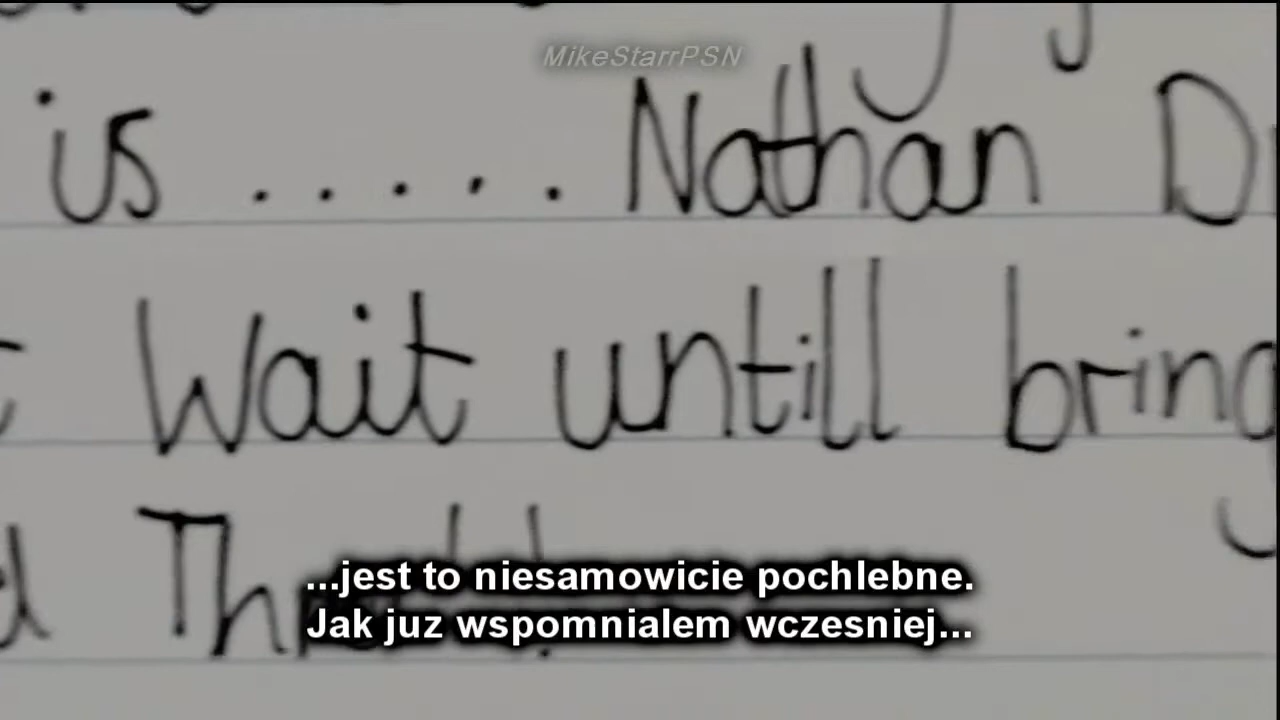 MikeStarrPSN
is ..... Nathan
Wait untill bring
...jest to niesamowicie pochlebne.
Jak juz wspomnialem wczesniej...